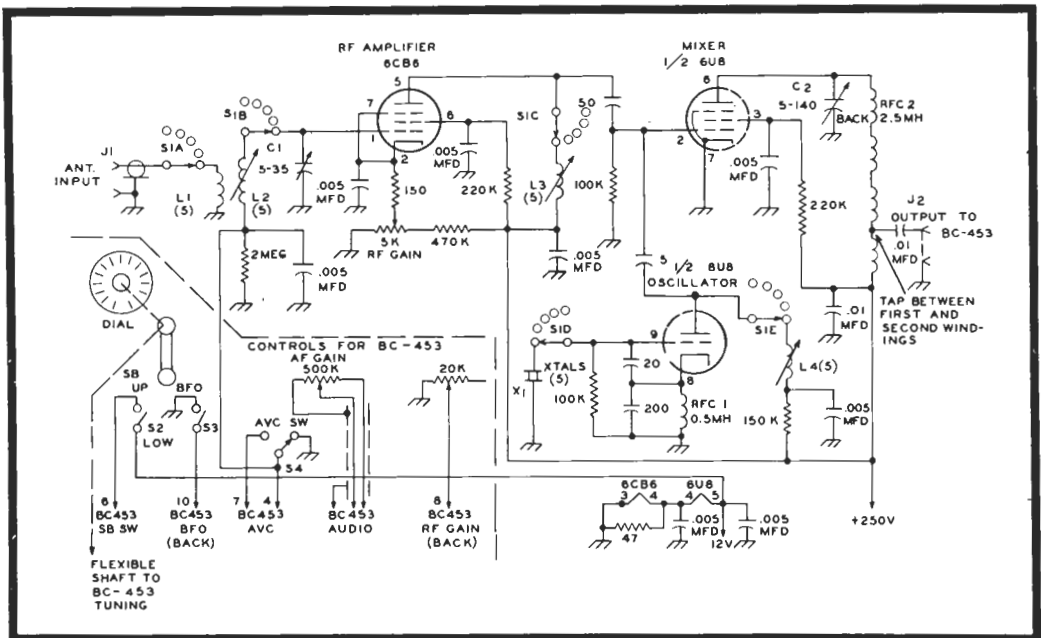 RF AMPLIFIER
6CB6
5
7
1
6
2
MIXER
1/2 6U8
6
2
3
7
C2
5-140
BACK
RFC 2
2.5MH
S1B
C1
5-35
S1A
J1
ANT.
INPUT
L1
(5)
L2
(5)
.005
MFD
150
.005
MFD
220K
S1C
50
L3
(5)
100K
.005
MFD
220K
J2
OUTPUT TO
BC-453
.01
MFD
2MEG
.005
MFD
5K
RF GAIN
470K
.005
MFD
5
1/2 6U8
OSCILLATOR
.01
MFD
TAP BETWEEN
FIRST AND
SECOND WIND-
INGS
DIAL
CONTROLS FOR BC-453
AF GAIN
500K
20K
S1D
XTALS
(5)
X1
100K
9
8
20
200
RFC 1
0.5MH
S1E
L4(5)
150K
.005
MFD
SB
UP
BFO
S2
LOW
S3
AVC
SW
S4
6
BC453
SB SW
10
BC453
BFO
(BACK)
7
4
BC453
AVC
BC453
AUDIO
8
BC453
RF GAIN
(BACK)
6CB6
3
4
6U8
4
5
47
.005
MFD
12V
.005
MFD
+250V
FLEXIBLE
SHAFT TO
BC-453
TUNING